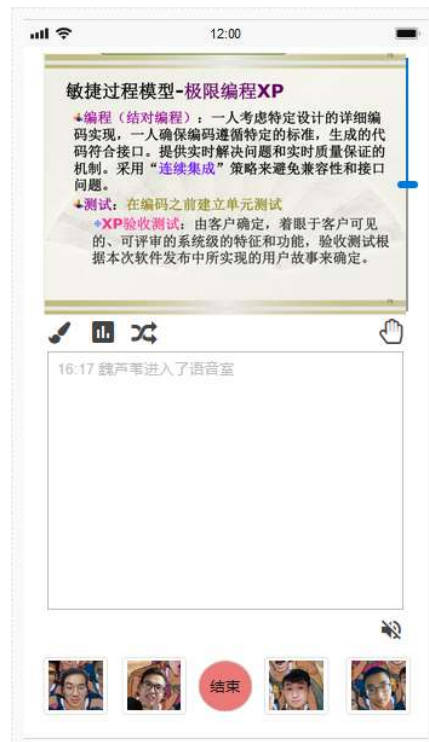 12:00
敏捷过程模型-极限编程XP
编程（结对编程）：一人考虑特定设计的详细编
码实现，一人确保编码遵循特定的标准，生成的代
码符合接口。提供实时解决问题和实时质量保证的
机制。采用“连续集成”策略来避免兼容性和接口
问题。
测试：在编码之前建立单元测试
XP验收测试：由客户确定，着眼于客户可见
的、可评审的系统级的特征和功能，验收测试根
据本次软件发布中所实现的用户故事来确定。
16:17 魏芦苇进入了语音室
结束